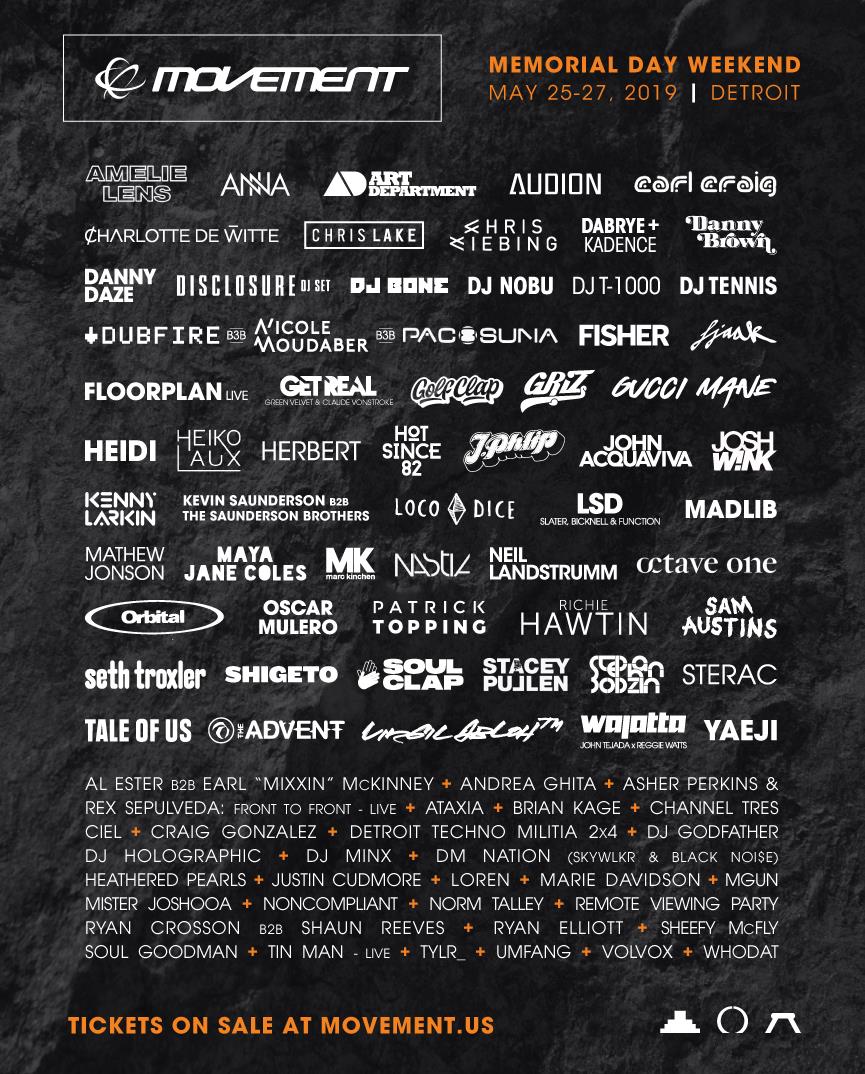 MOVEMENT
MEMORIAL DAY WEEKEND
MAY 25-27, 2019 | DETROIT
AMELIE LENS ANNA ART DEPARTMENT AUDION carl craig
CHARLOTTE DE WITTE CHRIS LAKE CHRIS LIEBING DABRYE + KADENCE Danny Brown
DANNY DAZE DISCLOSURE DJ SET DJ BONE DJ NOBU DJ T-1000 DJ TENNIS
DUBFIRE B3B NICOLE MOUDABER B3B PACO OSUNA FISHER fjaak
FLOORPLAN LIVE GET REAL GREEN VELVET & CLAUDE VONSTROKE Golf Clap GRiZ GUCCI MANE
HEIDI HEIKO LAUX HERBERT HOT SINCE 82 J.Phlip JOHN ACQUAVIVA JOSH WINK
KENNY LARKIN KEVIN SAUNDERSON B2B THE SAUNDERSON BROTHERS LOCO DICE LSD SLATER, BICKNELL & FUNCTION MADLIB
MATHEW JONSON MAYA JANE COLES MK marc kinchen NASTIA NEIL LANDSTRUMM octave one
Orbital OSCAR MULERO PATRICK TOPPING RICHIE HAWTIN SAM AUSTINS
seth troxler SHIGETO SOUL CLAP STACEY PULLEN STEPHAN BODZIN STERAC
TALE OF US THE ADVENT VIRGIL ABLOH™ wajatta JOHN TEJADA x REGGIE WATTS YAEJI
AL ESTER B2B EARL “MIXXIN” McKINNEY + ANDREA GHITA + ASHER PERKINS &
REX SEPULVEDA: FRONT TO FRONT - LIVE + ATAXIA + BRIAN KAGE + CHANNEL TRES
CIEL + CRAIG GONZALEZ + DETROIT TECHNO MILITIA 2x4 + DJ GODFATHER
DJ HOLOGRAPHIC + DJ MINX + DM NATION (SKYWLKR & BLACK NOI$E)
HEATHERED PEARLS + JUSTIN CUDMORE + LOREN + MARIE DAVIDSON + MGUN
MISTER JOSHOOA + NONCOMPLIANT + NORM TALLEY + REMOTE VIEWING PARTY
RYAN CROSSON B2B SHAUN REEVES + RYAN ELLIOTT + SHEEFY McFLY
SOUL GOODMAN + TIN MAN - LIVE + TYLR_ + UMFANG + VOLVOX + WHODAT
TICKETS ON SALE AT MOVEMENT.US